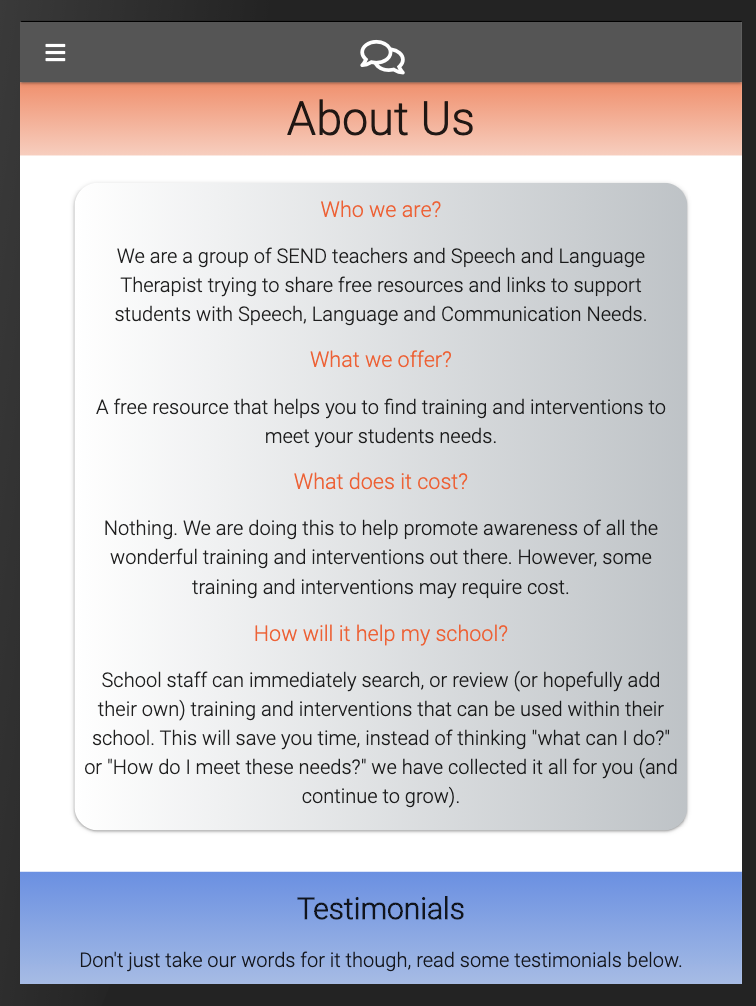 About Us
Who we are?
We are a group of SEND teachers and Speech and Language
Therapist trying to share free resources and links to support
students with Speech, Language and Communication Needs.
What we offer?
A free resource that helps you to find training and interventions to
meet your students needs.
What does it cost?
Nothing. We are doing this to help promote awareness of all the
wonderful training and interventions out there. However, some
training and interventions may require cost.
How will it help my school?
School staff can immediately search, or review (or hopefully add
their own) training and interventions that can be used within their
school. This will save you time, instead of thinking "what can I do?"
or "How do I meet these needs?" we have collected it all for you (and
continue to grow).
Testimonials
Don't just take our words for it though, read some testimonials below.